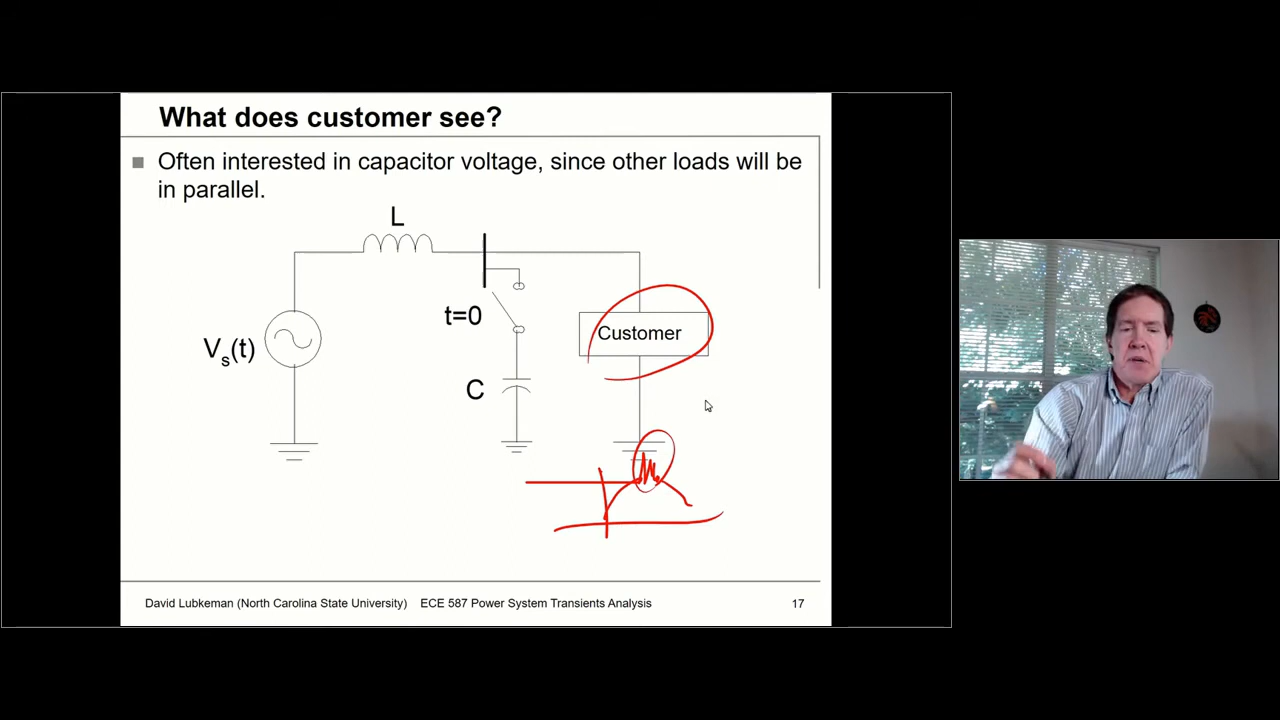 What does customer see?
Often interested in capacitor voltage, since other loads will be
in parallel.
L
t=0
Customer
Vs(t)
C
David Lubkeman (North Carolina State University) ECE 587 Power System Transients Analysis 17